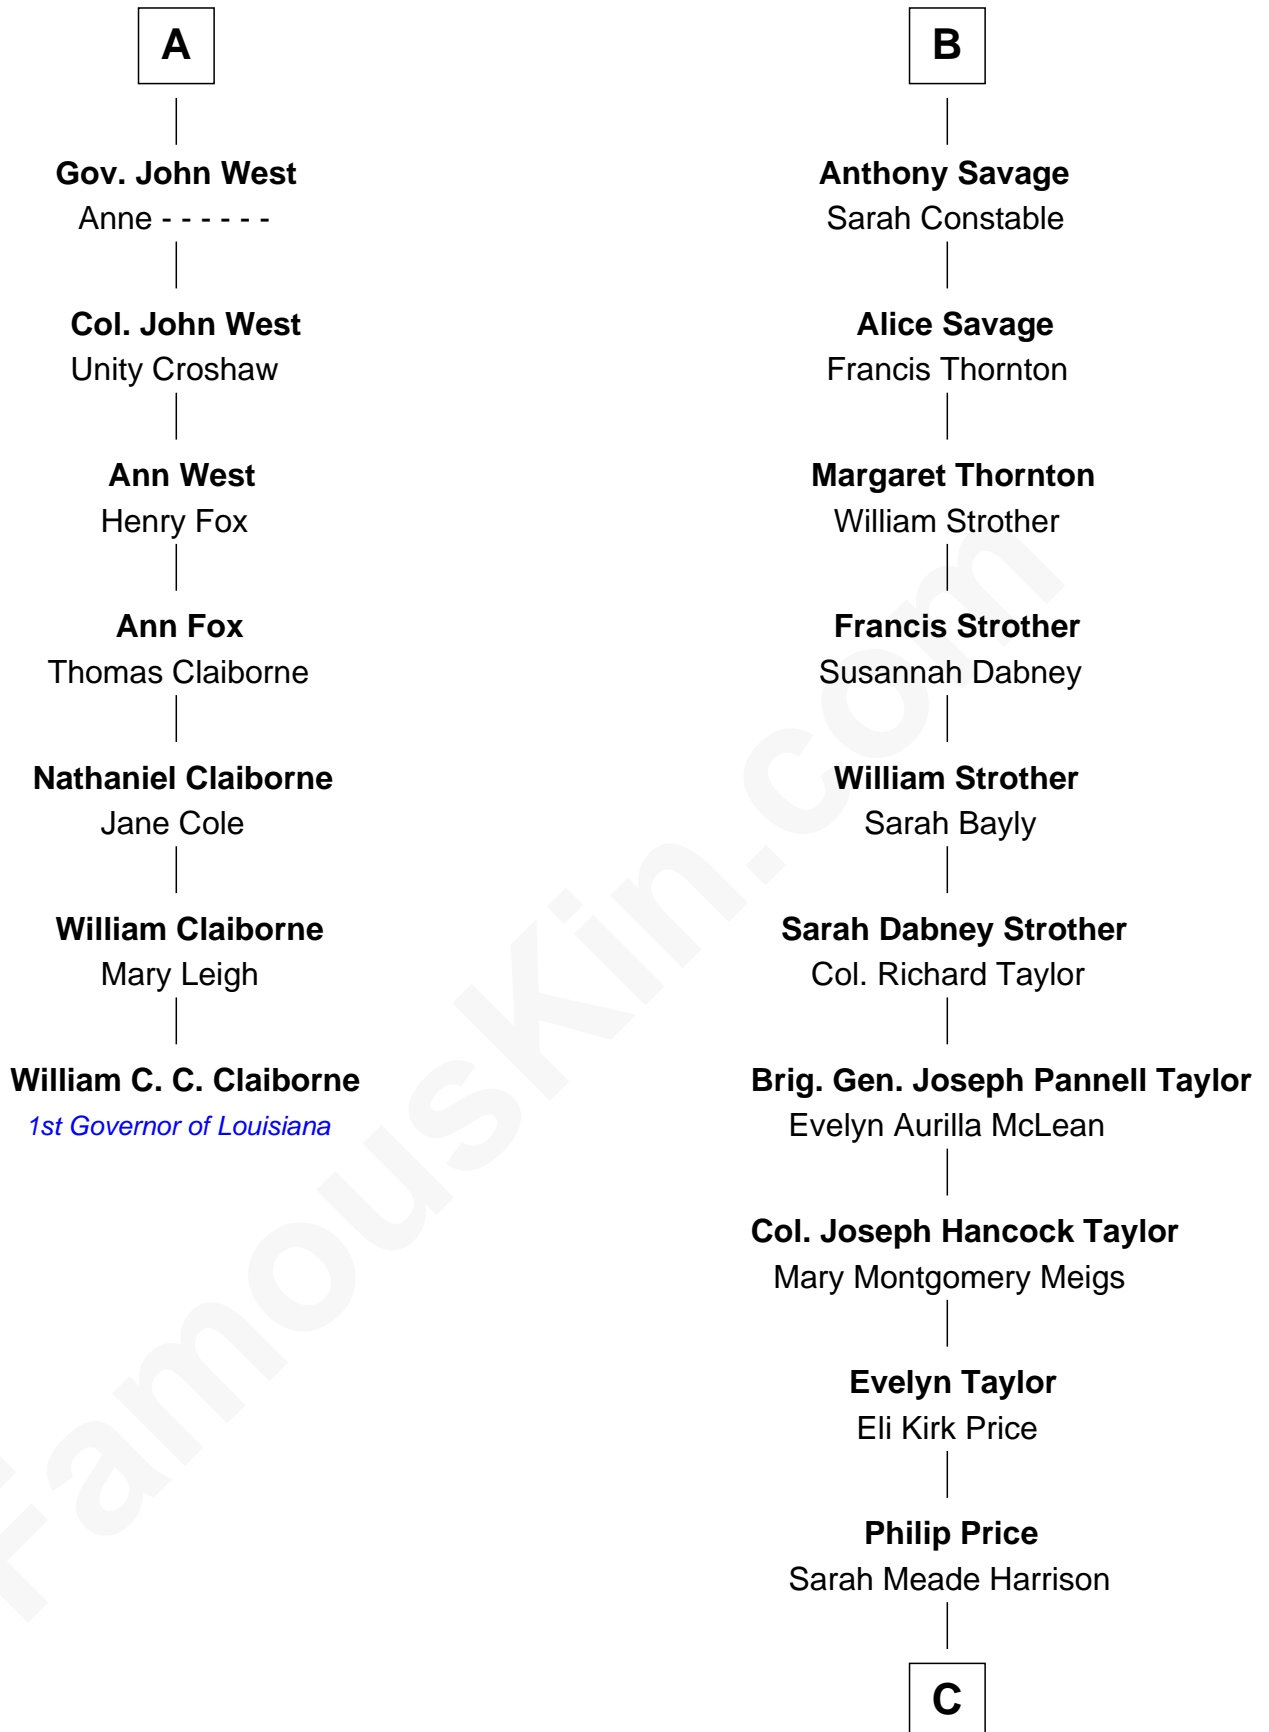 A
Gov. John West
Anne - - - - - -
Col. John West
Unity Croshaw
Ann West
Henry Fox
Ann Fox
Thomas Claiborne
Nathaniel Claiborne
Jane Cole
William Claiborne
Mary Leigh
William C. C. Claiborne
1st Governor of Louisiana
B
Anthony Savage
Sarah Constable
Alice Savage
Francis Thornton
Margaret Thornton
William Strother
Francis Strother
Susannah Dabney
William Strother
Sarah Bayly
Sarah Dabney Strother
Col. Richard Taylor
Brig. Gen. Joseph Pannell Taylor
Evelyn Aurilla McLean
Col. Joseph Hancock Taylor
Mary Montgomery Meigs
Evelyn Taylor
Eli Kirk Price
Philip Price
Sarah Meade Harrison
C
FamousKin.com